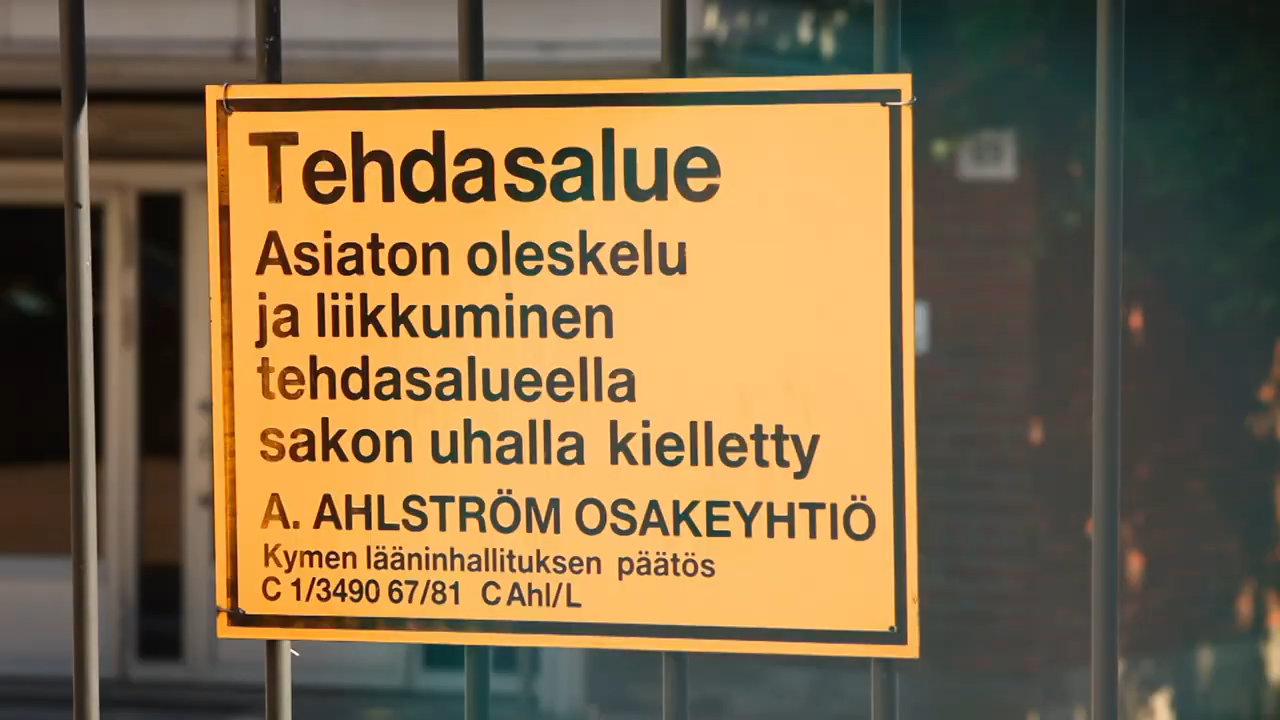 Tehdasalue
Asiaton oleskelu
ja liikkuminen
tehdasalueella
sakon uhalla kielletty
A. AHLSTRÖM OSAKEYHTIÖ
Kymen lääninhallituksen päätös
C 1/3490 67/81 C Ahl/L